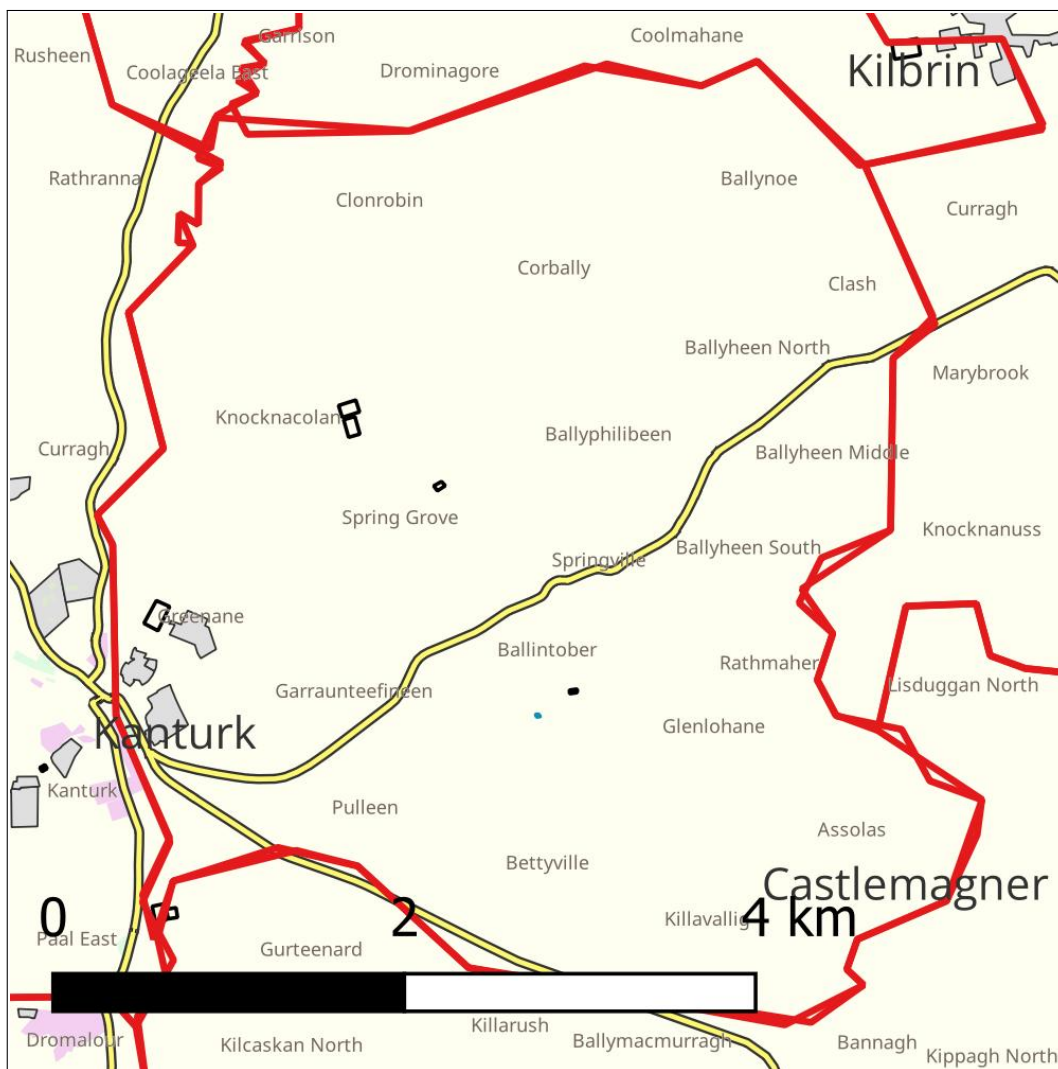 Garrison
Coolmahane
Rusheen
Coolageela East
Drominagore
Kilbrin
Rathranna
Ballynoe
Clonrobin
Curragh
Corbally
Clash
Ballyheen North
Marybrook
Knocknacolan
Ballyphilibeen
Curragh
Ballyheen Middle
Spring Grove
Knocknanuss
Springville
Ballyheen South
Greenane
Ballintober
Rathmaher
Garraunteefineen
Lisduggan North
Glenlohane
Kanturk
Kanturk
Pulleen
Assolas
Bettyville
Castlemagner
0 2 4 km
Killavallig
Paal East
Gurteenard
Killarush
Dromalour
Kilcaskan North
Ballymacmurragh
Bannagh
Kippagh North